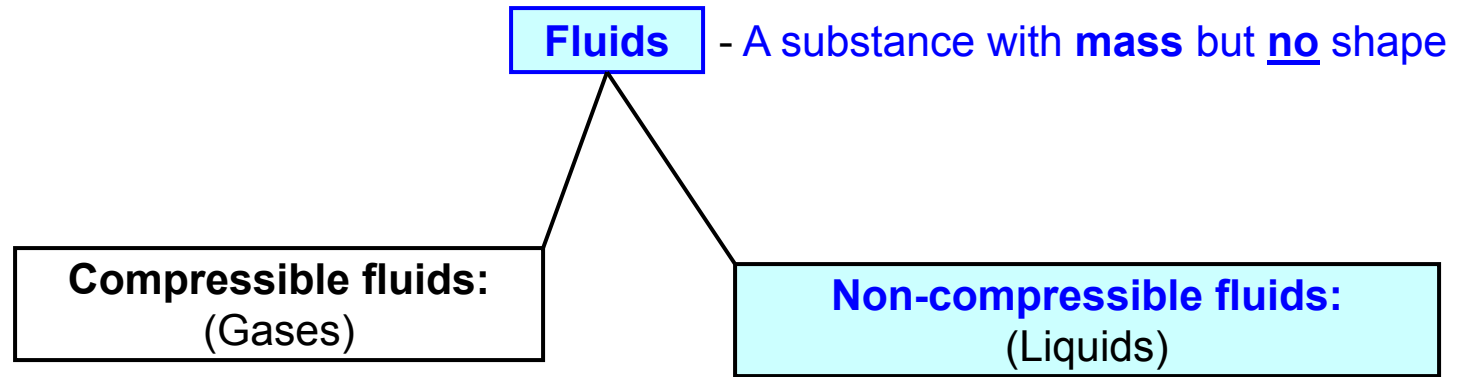 Fluids - A substance with mass but no shape
Compressible fluids:
(Gases)
Non-compressible fluids:
(Liquids)